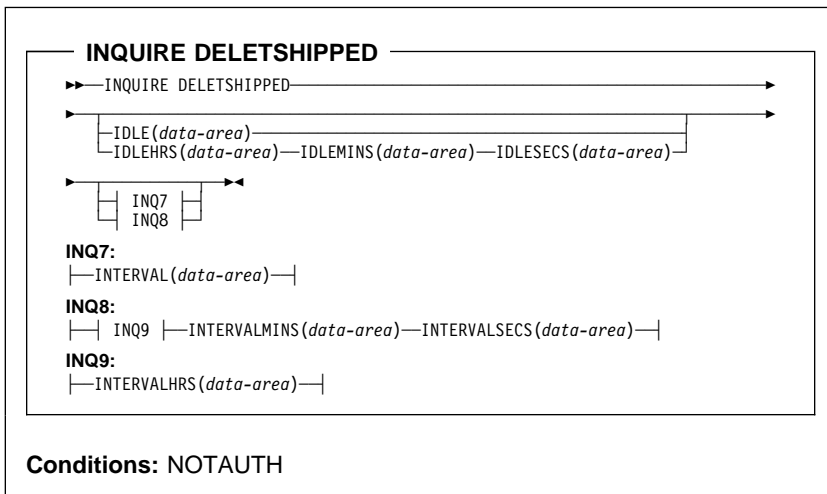 INQUIRE DELETSHIPPED
INQUIRE DELETSHIPPED
IDLE(data-area)
IDLEHRS(data-area) IDLEMINS(data-area) IDLESECS(data-area)
INQ7
INQ8
INQ7:
INTERVAL(data-area)
INQ8:
INQ9 INTERVALMINS(data-area) INTERVALSECS(data-area)
INQ9:
INTERVALHRS(data-area)
Conditions: NOTAUTH